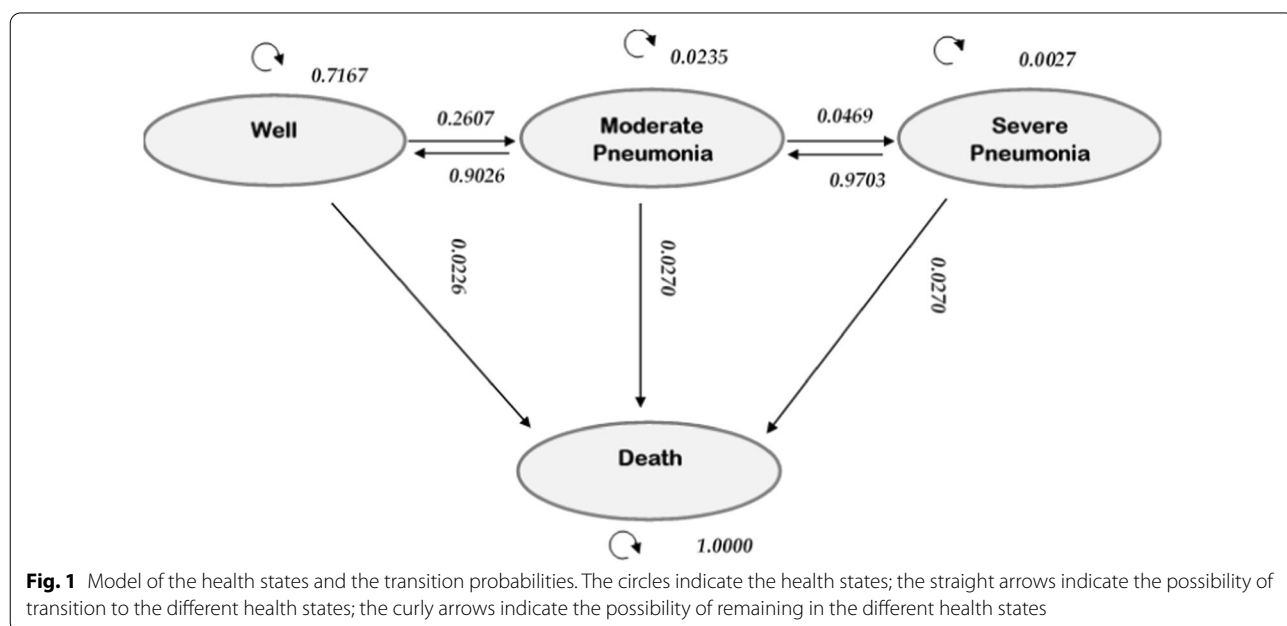 0.7167
0.0235
0.0027
Well
0.2607
0.9026
Moderate
Pneumonia
0.0469
0.9703
Severe
Pneumonia
0.0226
0.0270
0.0270
Death
1.0000
Fig. 1 Model of the health states and the transition probabilities. The circles indicate the health states; the straight arrows indicate the possibility of
transition to the different health states; the curly arrows indicate the possibility of remaining in the different health states